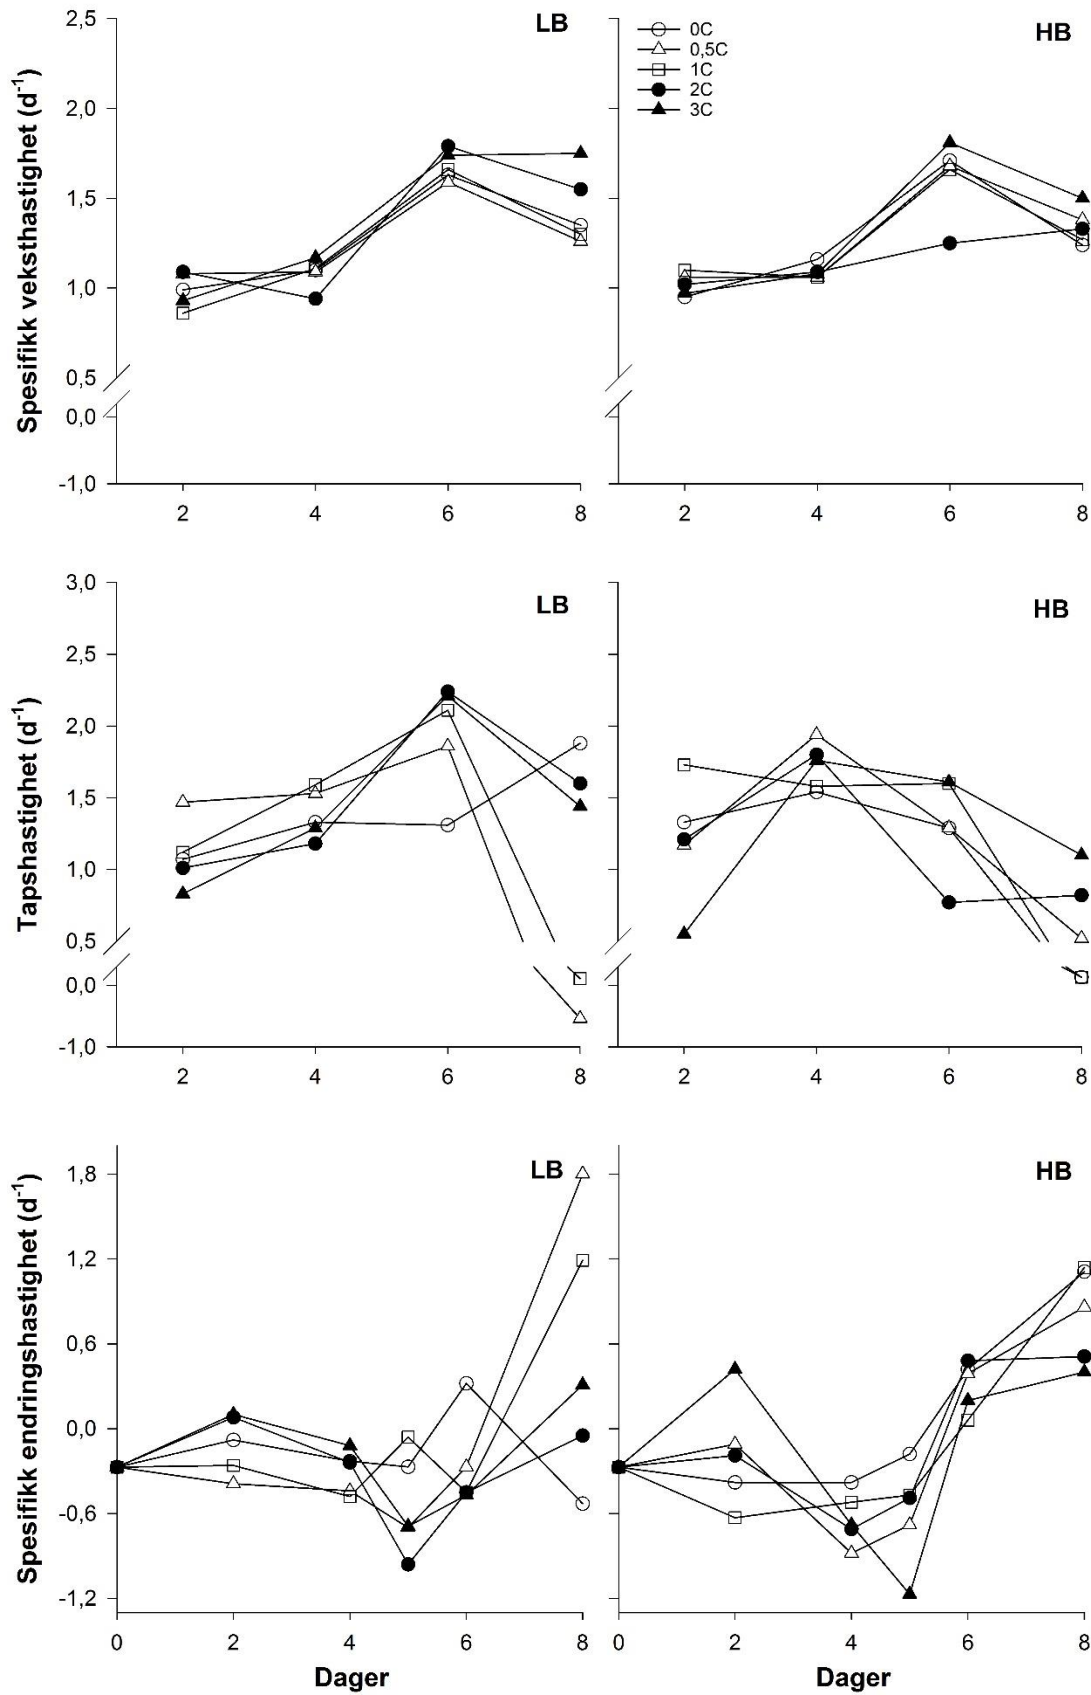 Spesifikk veksthastighet (d⁻¹)
2,5
2,0
1,5
1,0
0,5
0,0
-1,0
LB
2 4 6 8
HB
0C
0,5C
1C
2C
3C
2 4 6 8
Tapshastighet (d⁻¹)
3,0
2,5
2,0
1,5
1,0
0,5
0,0
-1,0
LB
2 4 6 8
HB
2 4 6 8
Spesifikk endringshastighet (d⁻¹)
1,8
1,2
0,6
0,0
-0,6
-1,2
LB
0 2 4 6 8
Dager
HB
0 2 4 6 8
Dager